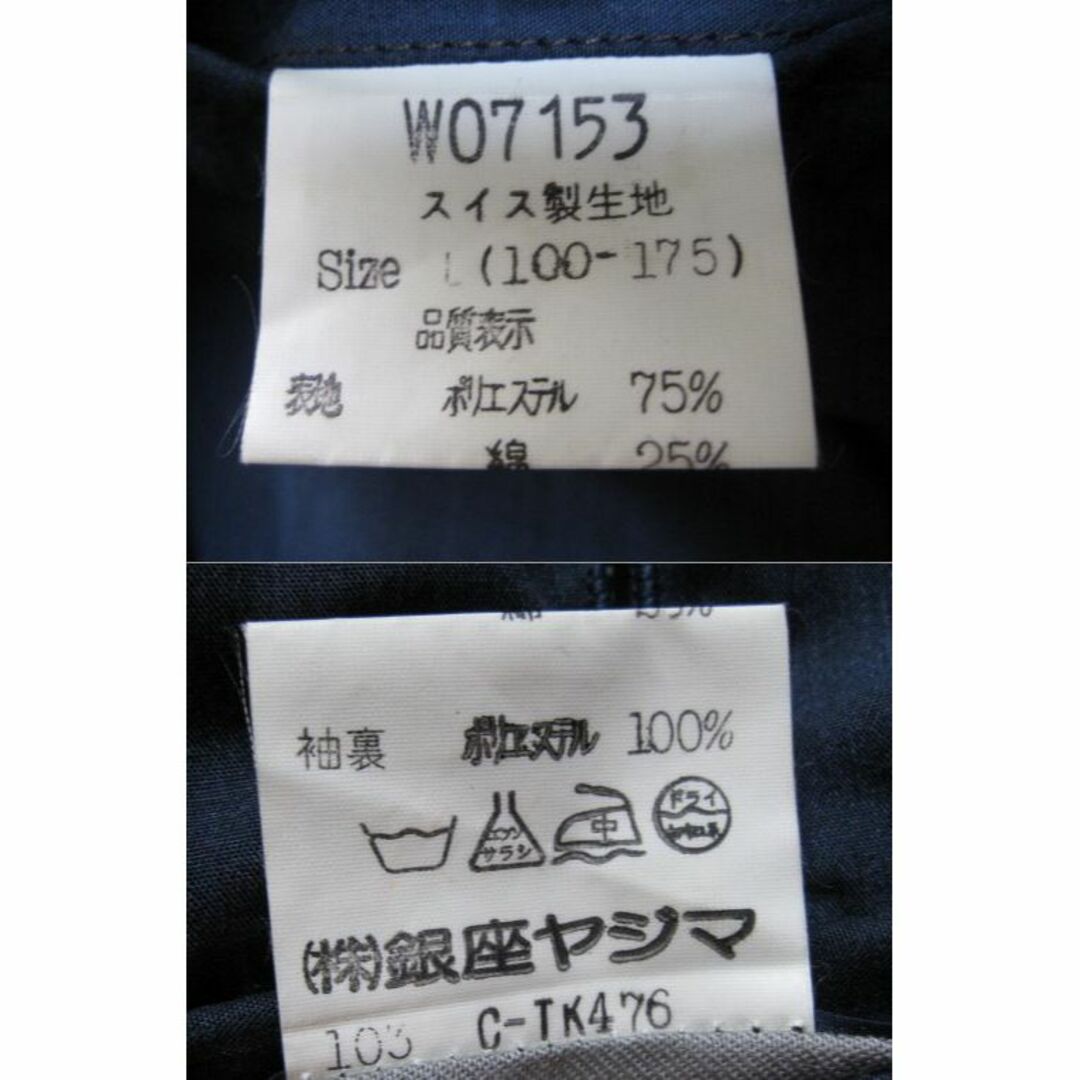 W07153
スイス製生地
Size L (100-175)
品質表示
表地 ポリエステル 75%
綿 25%
綿
袖裏 ポリエステル 100%
エンソ サラシ 中 ドライ
(株)銀座ヤジマ
103 C-TK476